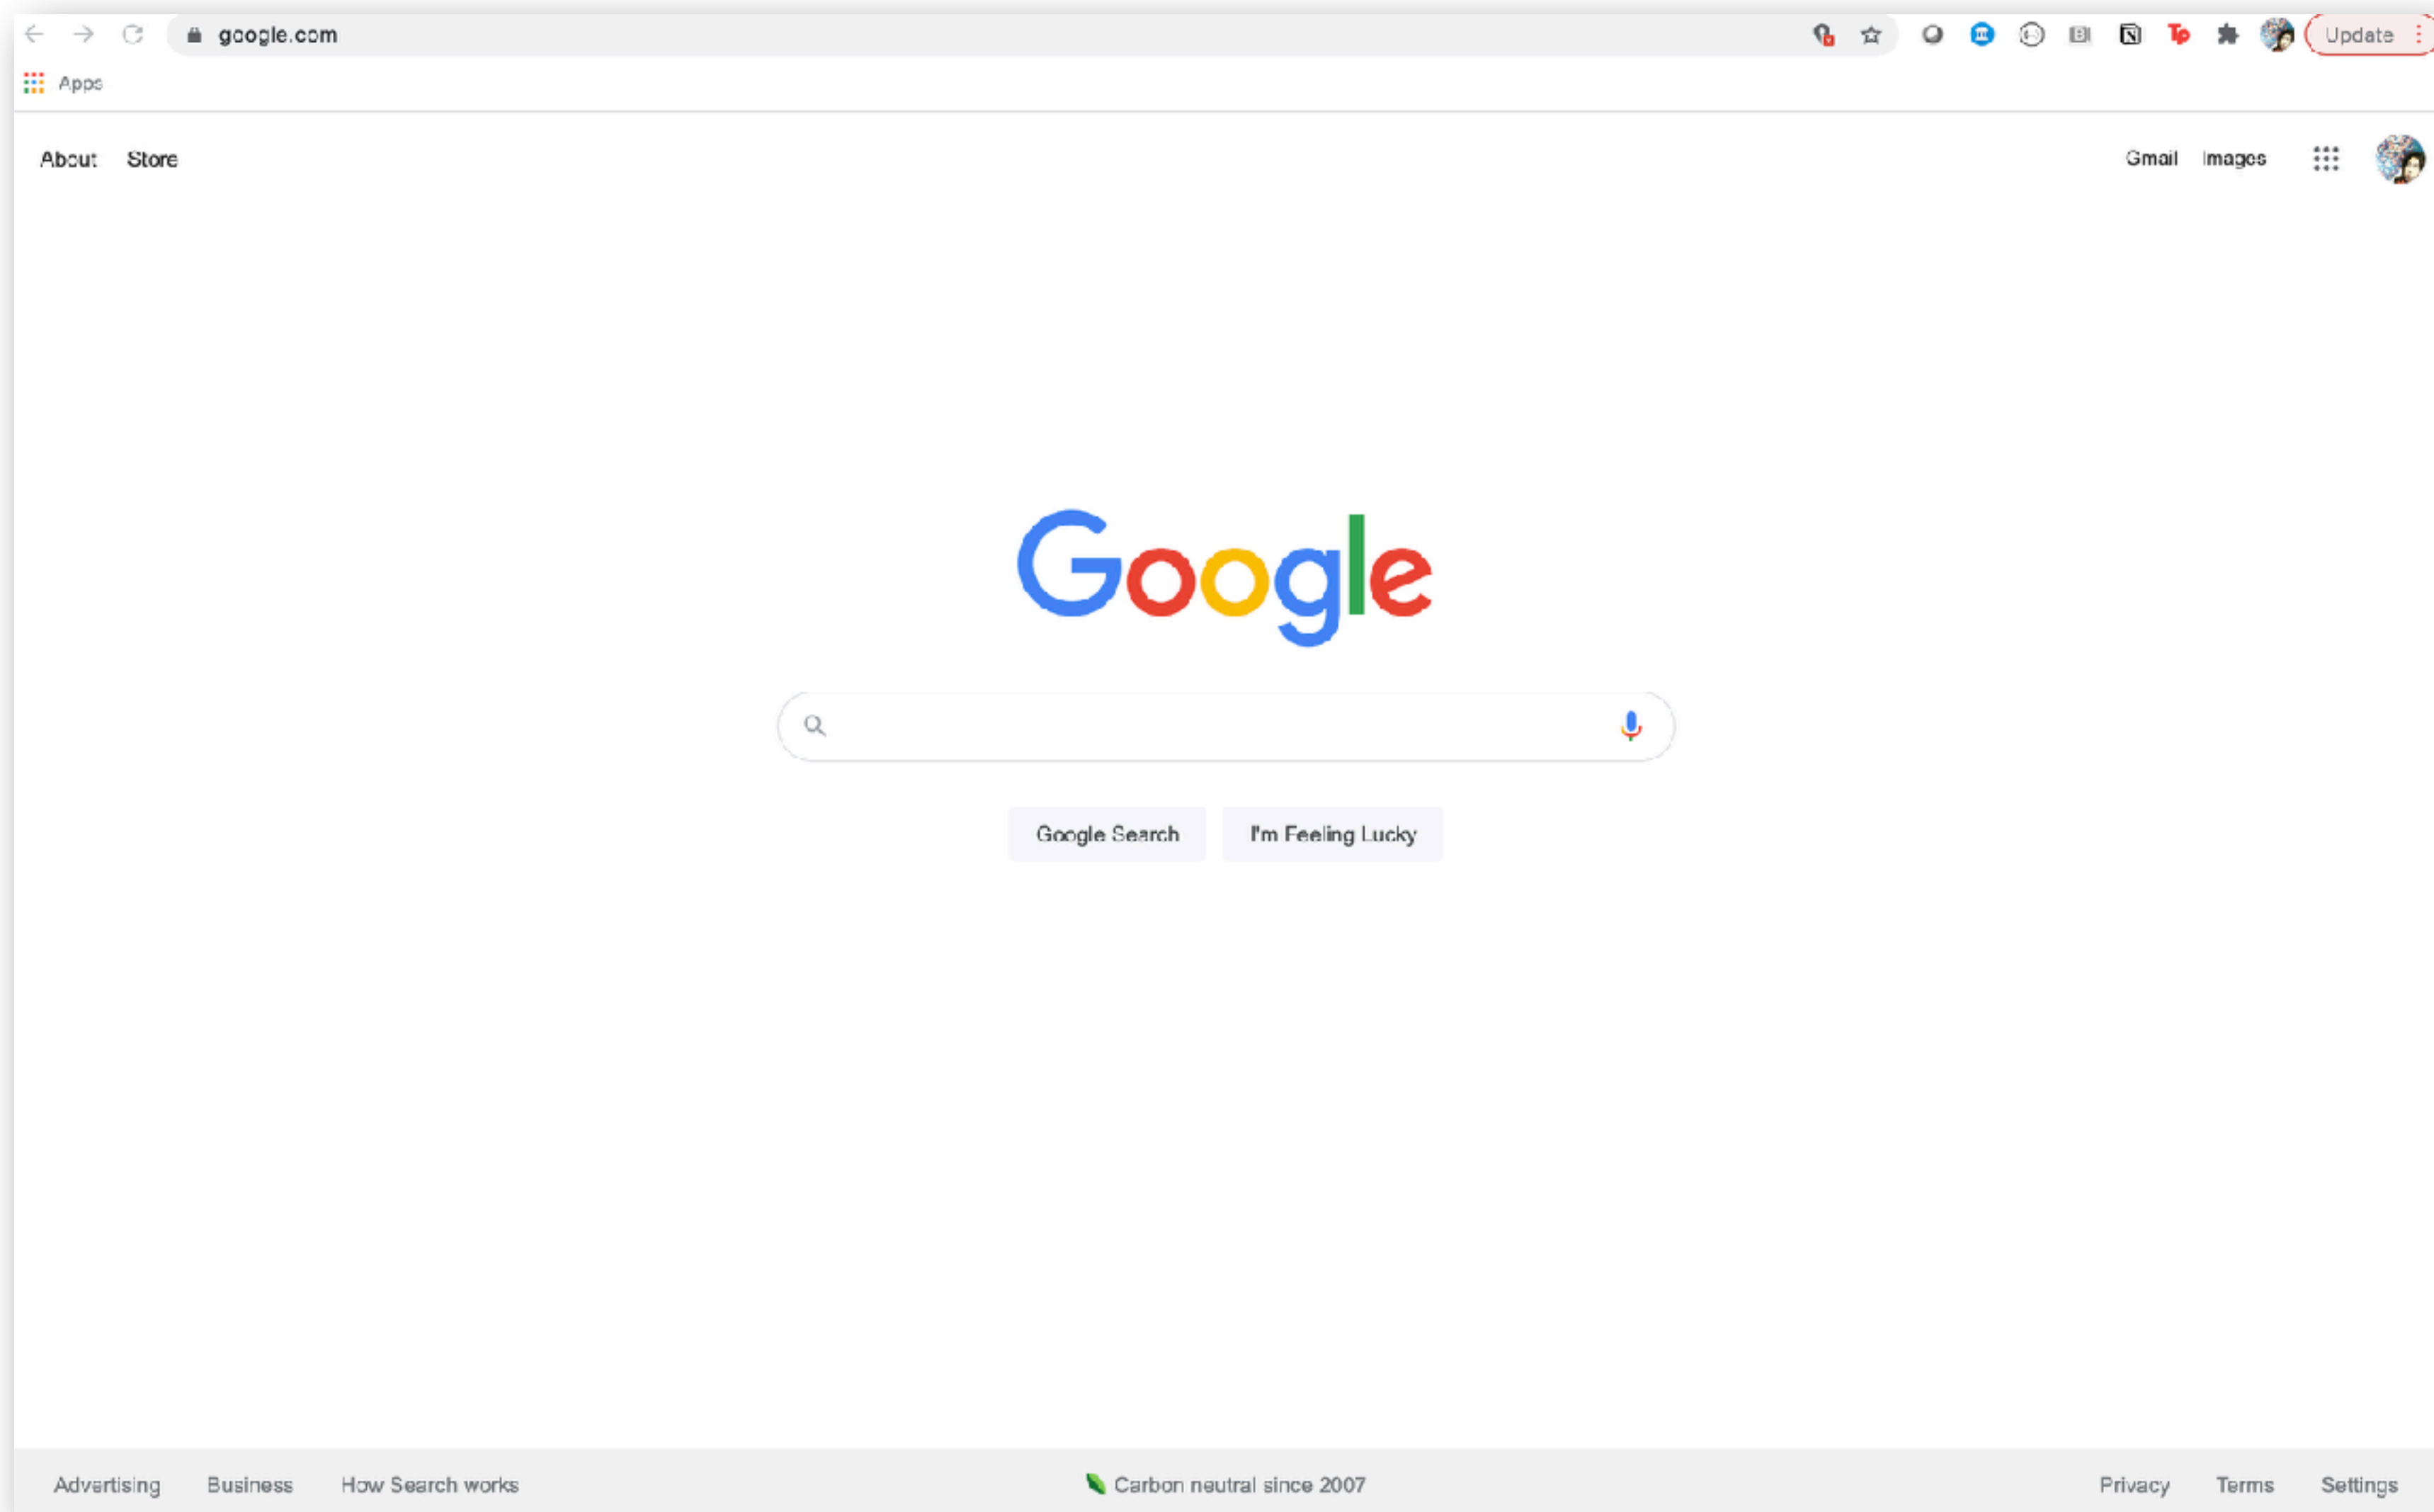 google.com
Update
Apps
About Store
Gmail Images
Google
Google Search I'm Feeling Lucky
Advertising Business How Search works
Carbon neutral since 2007
Privacy Terms Settings